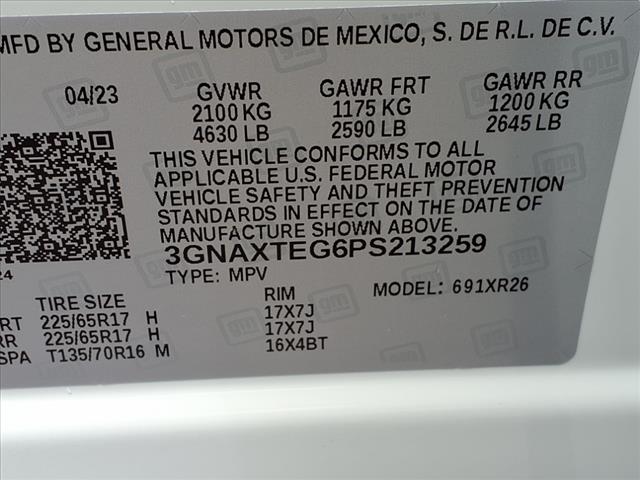 MFD BY GENERAL MOTORS DE MEXICO, S. DE R.L. DE C.V.
04/23 GVWR GAWR FRT GAWR RR
2100 KG 1175 KG 1200 KG
4630 LB 2590 LB 2645 LB
THIS VEHICLE CONFORMS TO ALL
APPLICABLE U.S. FEDERAL MOTOR
VEHICLE SAFETY AND THEFT PREVENTION
STANDARDS IN EFFECT ON THE DATE OF
MANUFACTURE SHOWN ABOVE.
3GNAXTEG6PS213259
24
TYPE: MPV MODEL: 691XR26
TIRE SIZE RIM
RT 225/65R17 H 17X7J
RR 225/65R17 H 17X7J
SPA T135/70R16 M 16X4BT